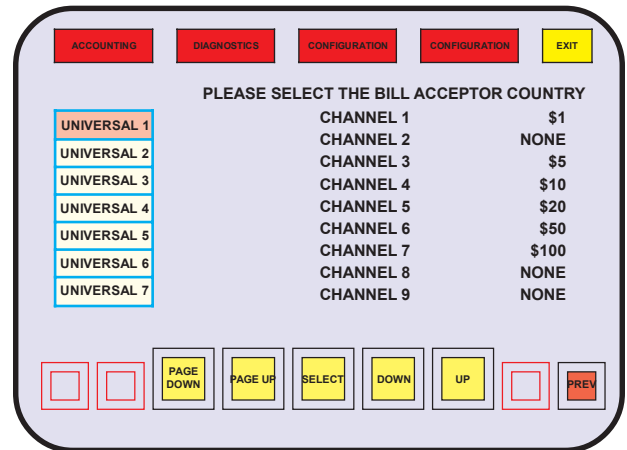 ACCOUNTING DIAGNOSTICS CONFIGURATION CONFIGURATION EXIT
PLEASE SELECT THE BILL ACCEPTOR COUNTRY
UNIVERSAL 1
UNIVERSAL 2
UNIVERSAL 3
UNIVERSAL 4
UNIVERSAL 5
UNIVERSAL 6
UNIVERSAL 7
CHANNEL 1 $1
CHANNEL 2 NONE
CHANNEL 3 $5
CHANNEL 4 $10
CHANNEL 5 $20
CHANNEL 6 $50
CHANNEL 7 $100
CHANNEL 8 NONE
CHANNEL 9 NONE
PAGE
DOWN
PAGE UP
SELECT
DOWN
UP
PREV